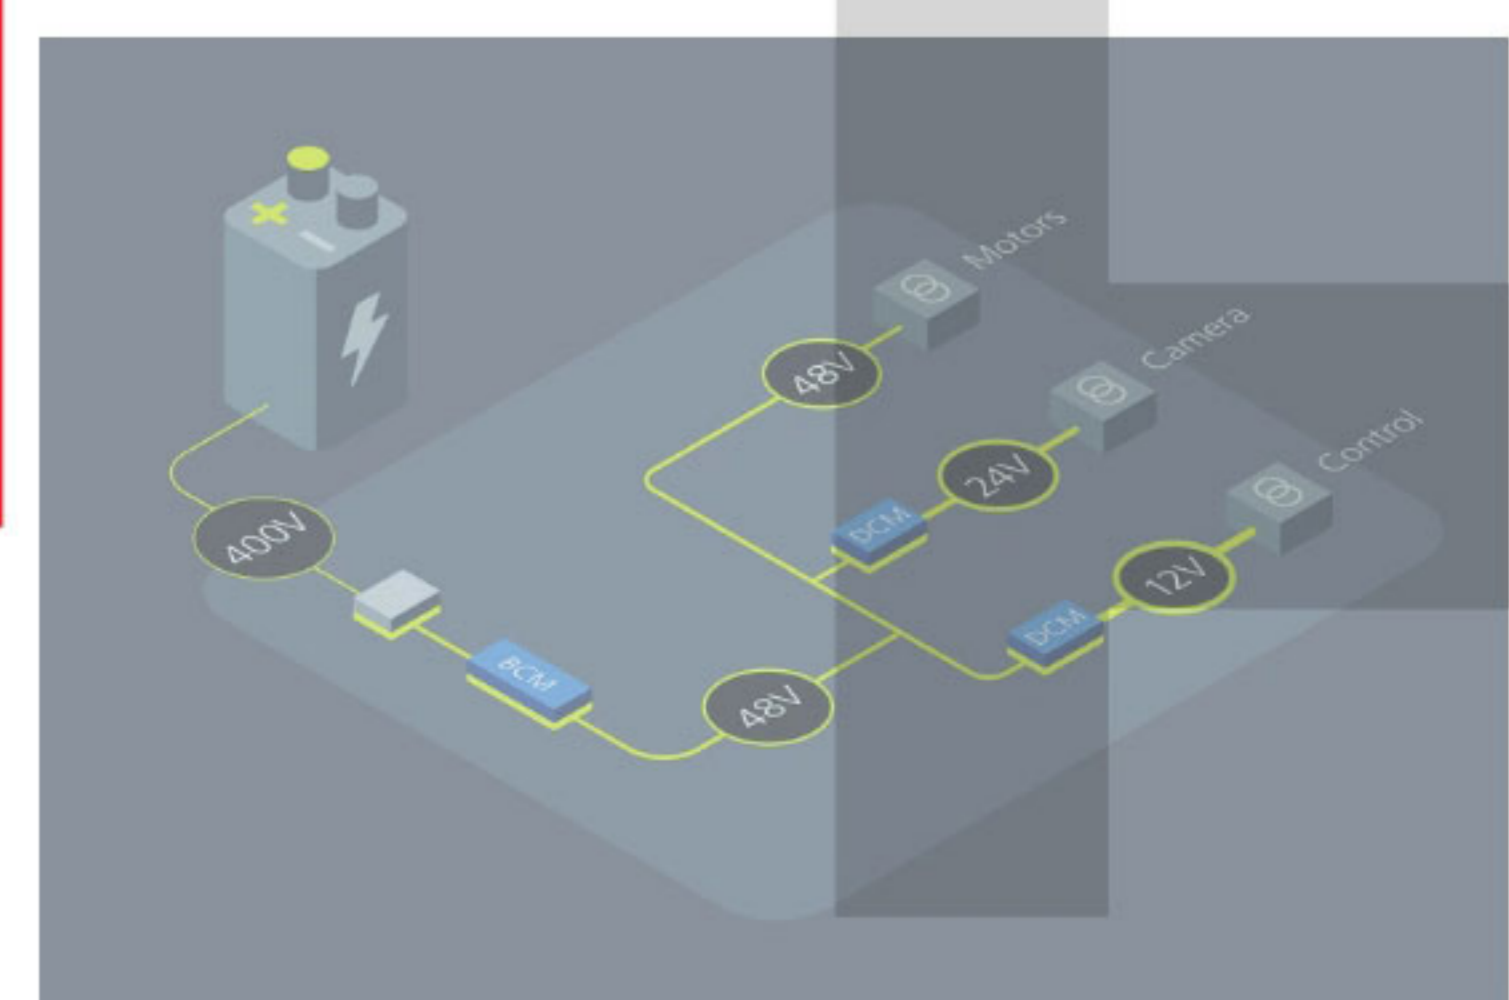 Motors
48V
Camera
24V
DCM
Control
12V
DCM
400V
BCM
48V